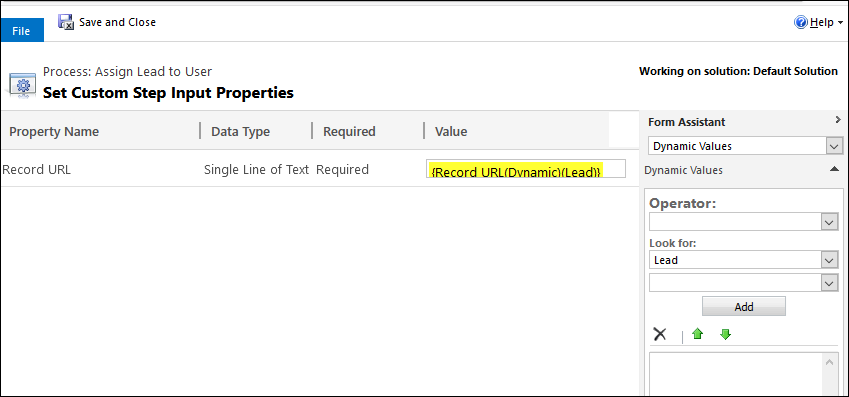 File
Save and Close
Help
Process: Assign Lead to User
Set Custom Step Input Properties
Working on solution: Default Solution
Property Name Data Type Required Value
Record URL Single Line of Text Required {Record URL(Dynamic)(Lead)}
Form Assistant
Dynamic Values
Dynamic Values
Operator:
Look for:
Lead
Add